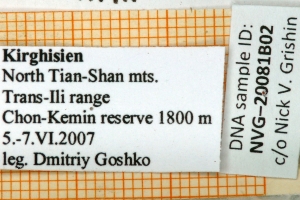 Kirghisien
North Tian-Shan mts.
Trans-Ili range
Chon-Kemin reserve 1800 m
5.-7.VI.2007
leg. Dmitriy Goshko
DNA sample ID:
NVG-20081B02
c/o Nick V. Grishin